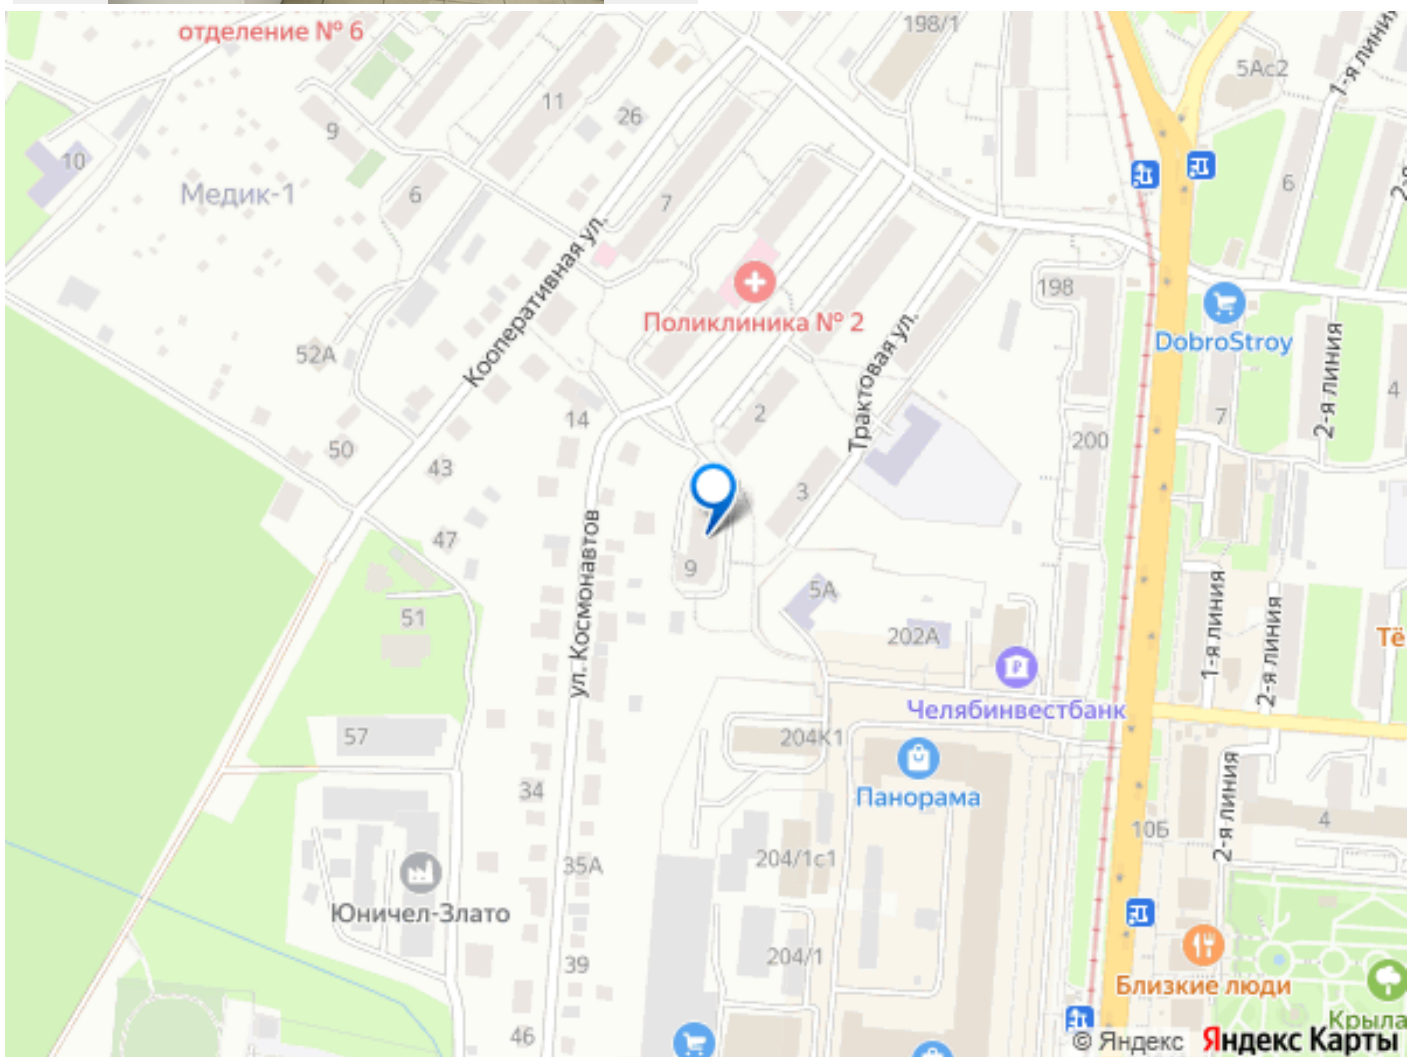 отделение № 6
198/1
5Ас2
1-я линия
11
26
9
10
Медик-1
6
7
6
2-я
Кооперативная ул.
198
Поликлиника № 2
DobroStroy
52А
Трактовая ул.
2-я линия
4
14
2
7
50
43
200
3
47
ул. Космонавтов
9
5А
51
202А
1-я линия
2-я линия
Тё
Челябинвестбанк
57
204К1
Панорама
34
2-я линия
10Б
4
204/1с1
35А
Юничел-Злато
204/1
39
Близкие люди
Крыла
46
© Яндекс Яндекс Карты